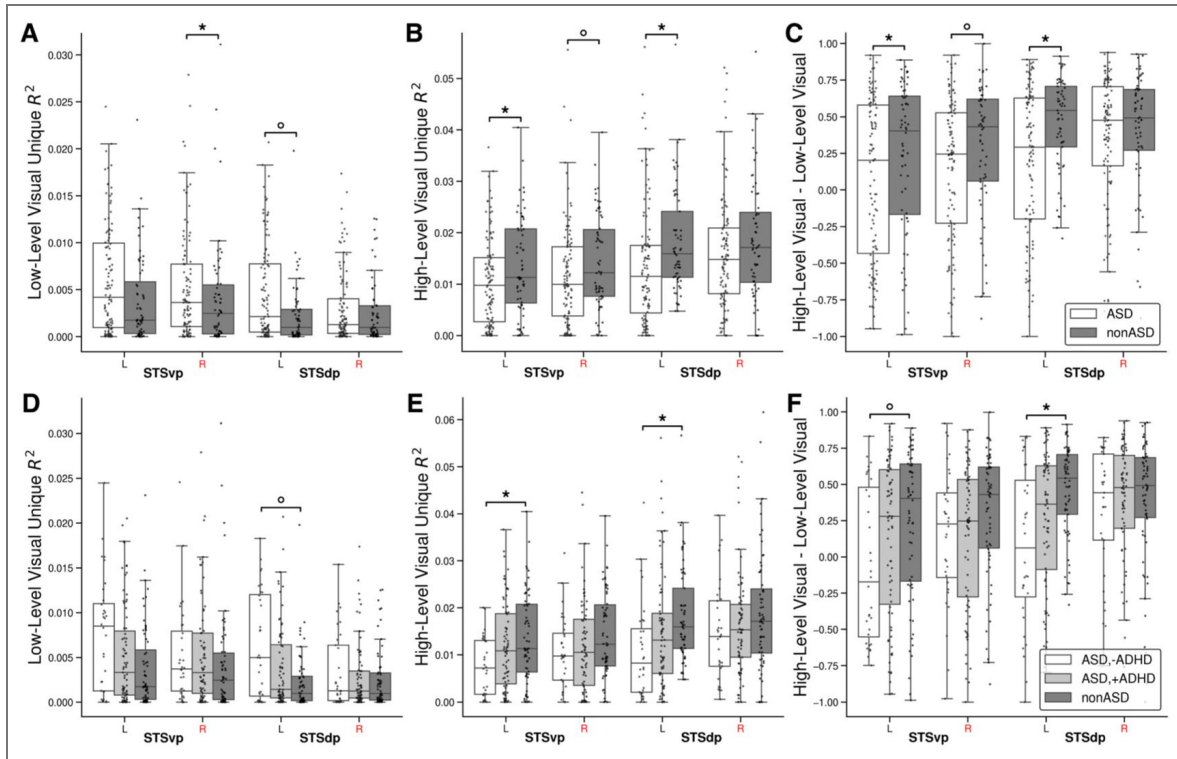 A
Low-Level Visual Unique R²
0.030
0.025
0.020
0.015
0.010
0.005
0.000
*
°
L
R
L
R
STSvp
STSdp
B
High-Level Visual Unique R²
0.05
0.04
0.03
0.02
0.01
0.00
*
°
*
L
R
L
R
STSvp
STSdp
C
High-Level Visual - Low-Level Visual
1.00
0.75
0.50
0.25
0.00
−0.25
−0.50
−0.75
−1.00
*
°
*
ASD
nonASD
L
R
L
R
STSvp
STSdp
D
Low-Level Visual Unique R²
0.030
0.025
0.020
0.015
0.010
0.005
0.000
°
L
R
L
R
STSvp
STSdp
E
High-Level Visual Unique R²
0.06
0.05
0.04
0.03
0.02
0.01
0.00
*
*
L
R
L
R
STSvp
STSdp
F
High-Level Visual - Low-Level Visual
1.00
0.75
0.50
0.25
0.00
−0.25
−0.50
−0.75
−1.00
°
*
ASD,-ADHD
ASD,+ADHD
nonASD
L
R
L
R
STSvp
STSdp